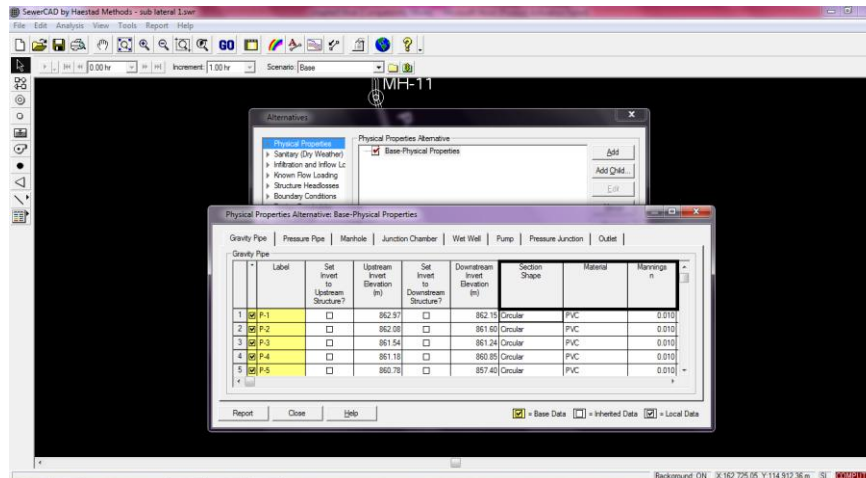 SewerCAD by Haestad Methods - sub lateral 1.swr
File Edit Analysis View Tools Report Help
GO
0.00 hr Increment: 1.00 hr Scenario: Base
MH-11
Alternatives
Physical Properties
Sanitary (Dry Weather)
Infiltration and Inflow Lo
Known Flow Loading
Structure Headlosses
Boundary Conditions
Physical Properties Alternative
Base-Physical Properties
Add
Add Child...
Edit
Physical Properties Alternative: Base-Physical Properties
Gravity Pipe Pressure Pipe Manhole Junction Chamber Wet Well Pump Pressure Junction Outlet
Gravity Pipe
* Label Set Invert to Upstream Structure? Upstream Invert Elevation (m) Set Invert to Downstream Structure? Downstream Invert Elevation (m) Section Shape Material Mannings n
1 P-1 862.97 862.15 Circular PVC 0.010
2 P-2 862.08 861.60 Circular PVC 0.010
3 P-3 861.54 861.24 Circular PVC 0.010
4 P-4 861.18 860.85 Circular PVC 0.010
5 P-5 860.78 857.40 Circular PVC 0.010
Report Close Help = Base Data = Inherited Data = Local Data
Background: ON X:162,725.05, Y:114,912.36 m SI